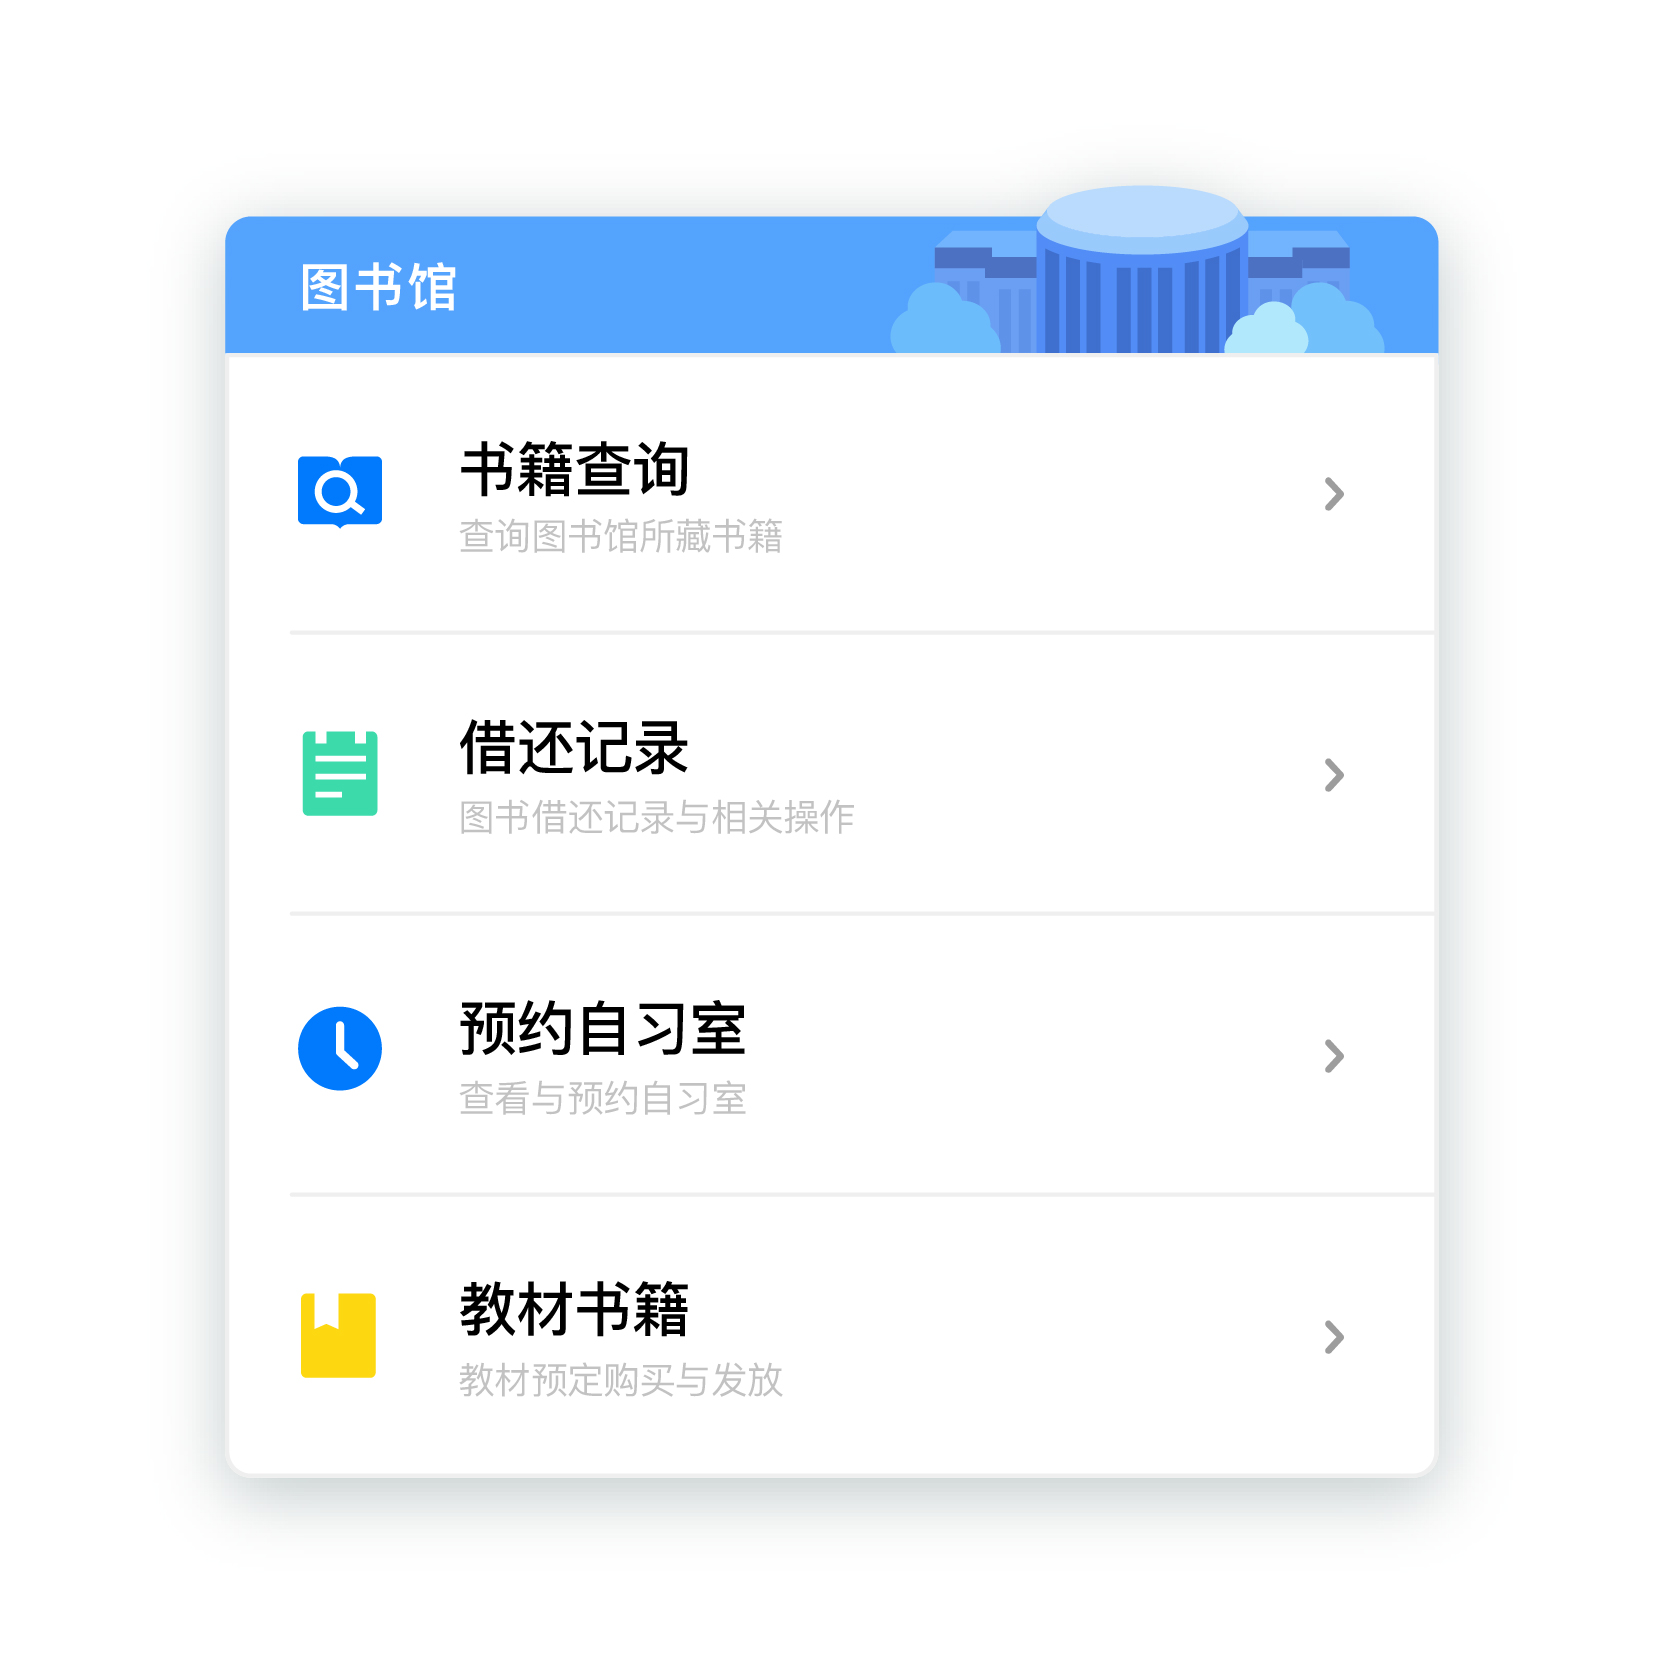 图书馆
书籍查询
查询图书馆所藏书籍
借还记录
图书借还记录与相关操作
预约自习室
查看与预约自习室
教材书籍
教材预定购买与发放